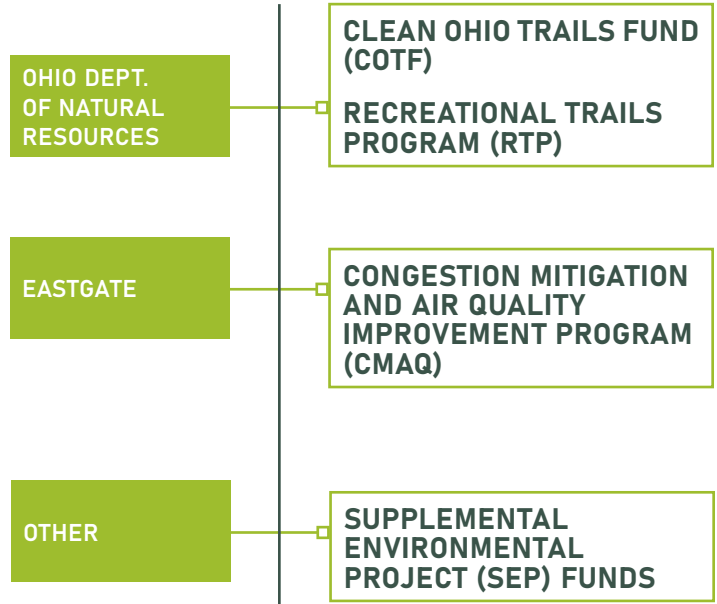 OHIO DEPT.
OF NATURAL
RESOURCES
CLEAN OHIO TRAILS FUND
(COTF)
RECREATIONAL TRAILS
PROGRAM (RTP)
EASTGATE
CONGESTION MITIGATION
AND AIR QUALITY
IMPROVEMENT PROGRAM
(CMAQ)
OTHER
SUPPLEMENTAL
ENVIRONMENTAL
PROJECT (SEP) FUNDS